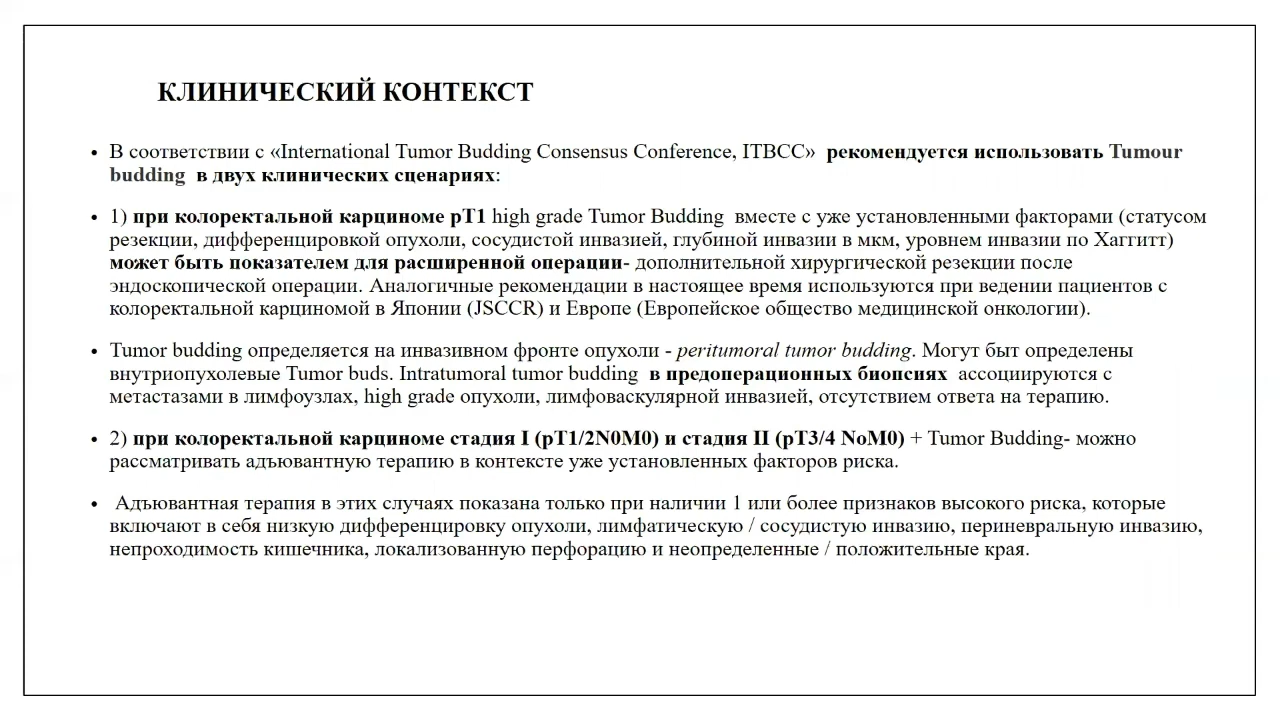 КЛИНИЧЕСКИЙ КОНТЕКСТ
• В соответствии с «International Tumor Budding Consensus Conference, ITBCC» рекомендуется использовать Tumour
budding в двух клинических сценариях:
• 1) при колоректальной карциноме pT1 high grade Tumor Budding вместе с уже установленными факторами (статусом
резекции, дифференцировкой опухоли, сосудистой инвазией, глубиной инвазии в мкм, уровнем инвазии по Хаггитт)
может быть показателем для расширенной операции- дополнительной хирургической резекции после
эндоскопической операции. Аналогичные рекомендации в настоящее время используются при ведении пациентов с
колоректальной карциномой в Японии (JSCCR) и Европе (Европейское общество медицинской онкологии).
• Tumor budding определяется на инвазивном фронте опухоли - peritumoral tumor budding. Могут быт определены
внутриопухолевые Tumor buds. Intratumoral tumor budding в предоперационных биопсиях ассоциируются с
метастазами в лимфоузлах, high grade опухоли, лимфоваскулярной инвазией, отсутствием ответа на терапию.
• 2) при колоректальной карциноме стадия I (pT1/2N0M0) и стадия II (pT3/4 NoM0) + Tumor Budding- можно
рассматривать адъювантную терапию в контексте уже установленных факторов риска.
• Адъювантная терапия в этих случаях показана только при наличии 1 или более признаков высокого риска, которые
включают в себя низкую дифференцировку опухоли, лимфатическую / сосудистую инвазию, периневральную инвазию,
непроходимость кишечника, локализованную перфорацию и неопределенные / положительные края.